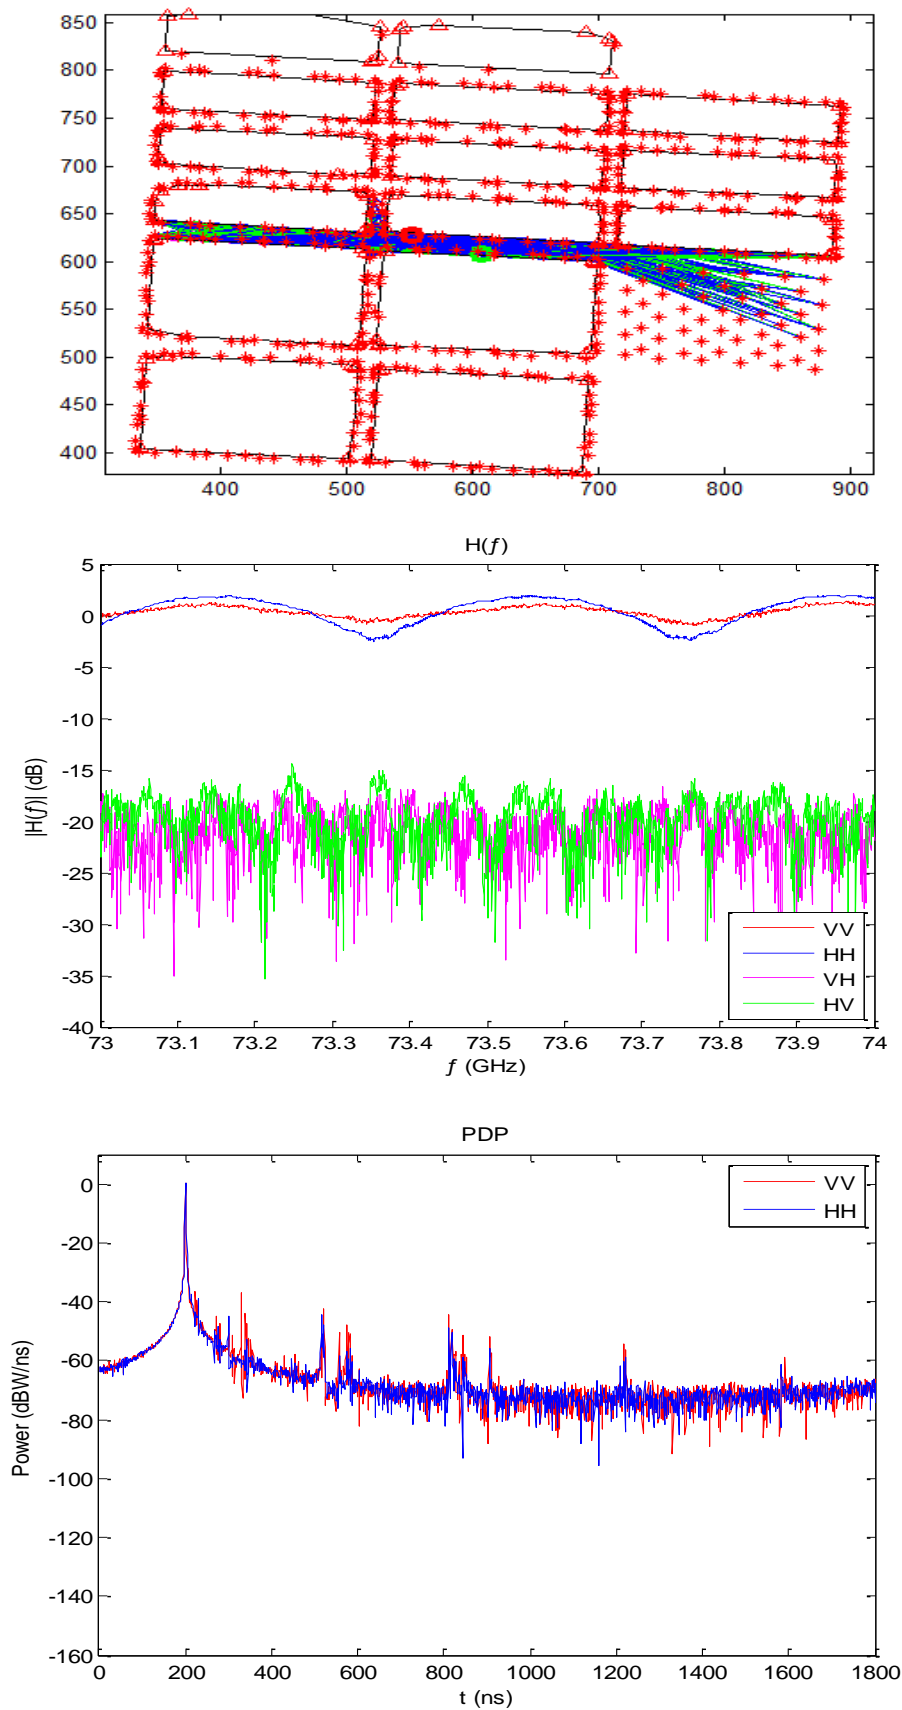 850
800
750
700
650
600
550
500
450
400
400 500 600 700 800 900
H(ƒ)
5
0
-5
-10
-15
-20
-25
-30
-35
-40
|H(ƒ)| (dB)
VV
HH
VH
HV
73 73.1 73.2 73.3 73.4 73.5 73.6 73.7 73.8 73.9 74
ƒ (GHz)
PDP
0
-20
-40
-60
-80
-100
-120
-140
-160
Power (dBW/ns)
VV
HH
0 200 400 600 800 1000 1200 1400 1600 1800
t (ns)